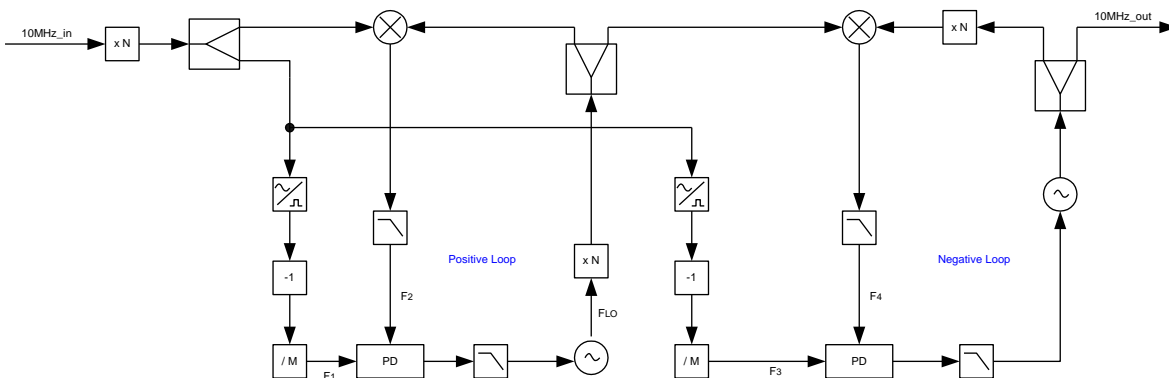 10MHz_in
x N
x N
10MHz_out
-1
Positive Loop
x N
-1
Negative Loop
F2
FLO
F4
/ M
F1
PD
/ M
F3
PD